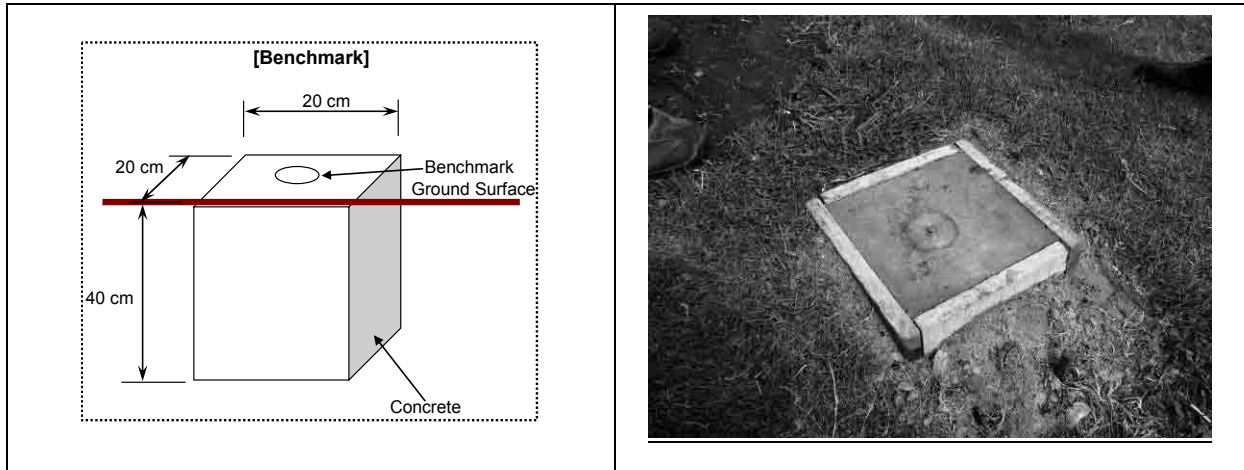 [Benchmark]
20 cm
20 cm
Benchmark
Ground Surface
40 cm
Concrete